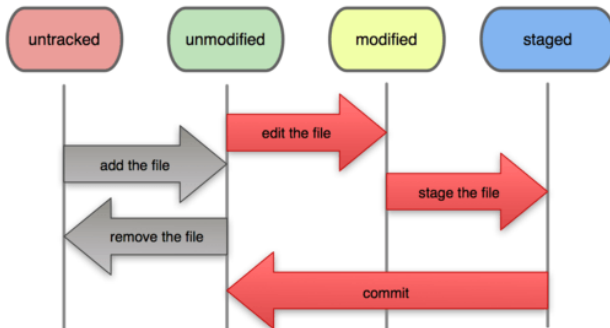 untracked
unmodified
modified
staged
edit the file
add the file
stage the file
remove the file
commit